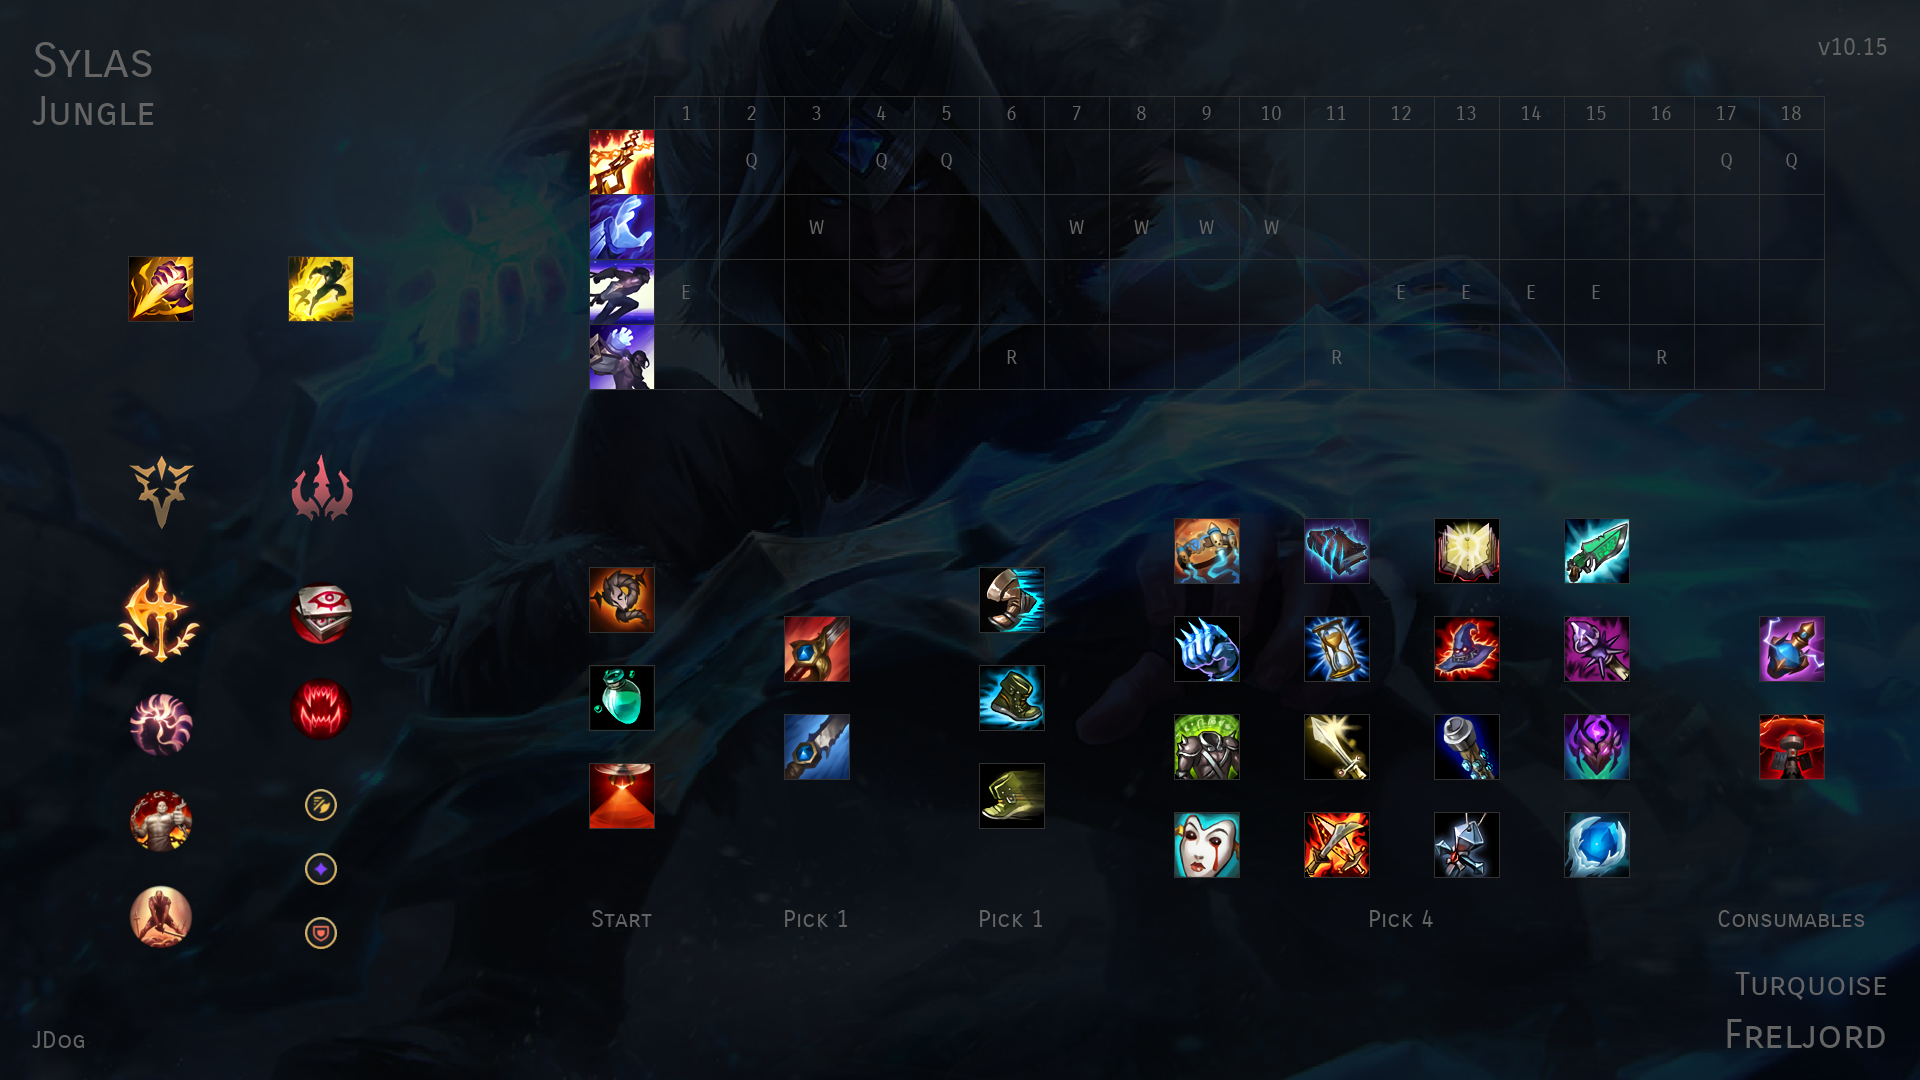 Sylas
Jungle
v10.15
1 2 3 4 5 6 7 8 9 10 11 12 13 14 15 16 17 18
Q Q Q Q Q
W W W W W
E E E E E
R R R
Start
Pick 1
Pick 1
Pick 4
Consumables
Turquoise
Freljord
JDog